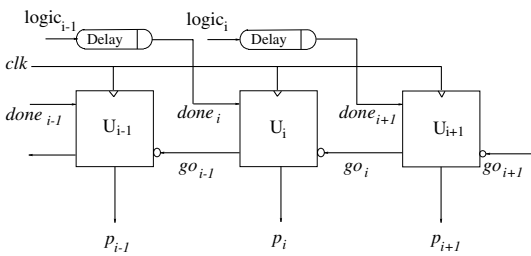 logic_{i-1} logic_i
Delay Delay
clk
done_{i-1} U_{i-1} done_i U_i done_{i+1} U_{i+1}
go_{i-1} go_i go_{i+1}
p_{i-1} p_i p_{i+1}